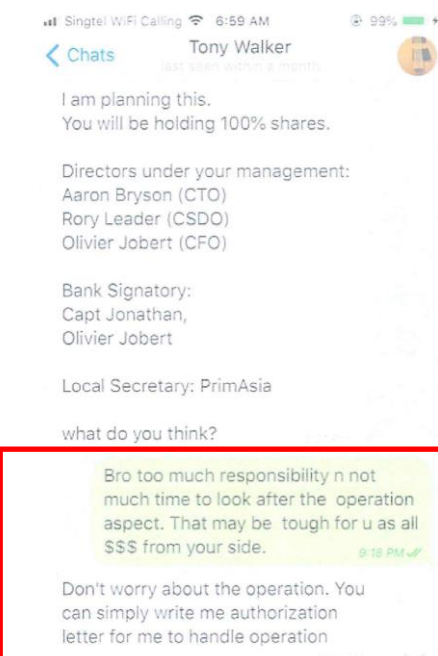 Singtel WiFi Calling 6:59 AM 99%
Chats Tony Walker
last seen within a month
I am planning this.
You will be holding 100% shares.
Directors under your management:
Aaron Bryson (CTO)
Rory Leader (CSDO)
Olivier Jobert (CFO)
Bank Signatory:
Capt Jonathan,
Olivier Jobert
Local Secretary: PrimAsia
what do you think?
Bro too much responsibility n not
much time to look after the operation
aspect. That may be tough for u as all
$$$ from your side.
9:18 PM
Don't worry about the operation. You
can simply write me authorization
letter for me to handle operation